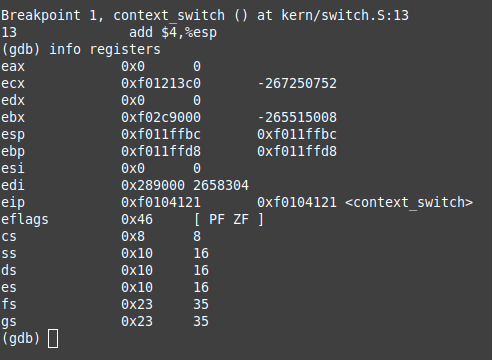 Breakpoint 1, context_switch () at kern/switch.S:13
13              add $4,%esp
(gdb) info registers
eax            0x0      0
ecx            0xf01213c0       -267250752
edx            0x0      0
ebx            0xf02c9000       -265515008
esp            0xf011ffbc       0xf011ffbc
ebp            0xf011ffd8       0xf011ffd8
esi            0x0      0
edi            0x289000 2658304
eip            0xf0104121       0xf0104121 <context_switch>
eflags         0x46     [ PF ZF ]
cs             0x8      8
ss             0x10     16
ds             0x10     16
es             0x10     16
fs             0x23     35
gs             0x23     35
(gdb)